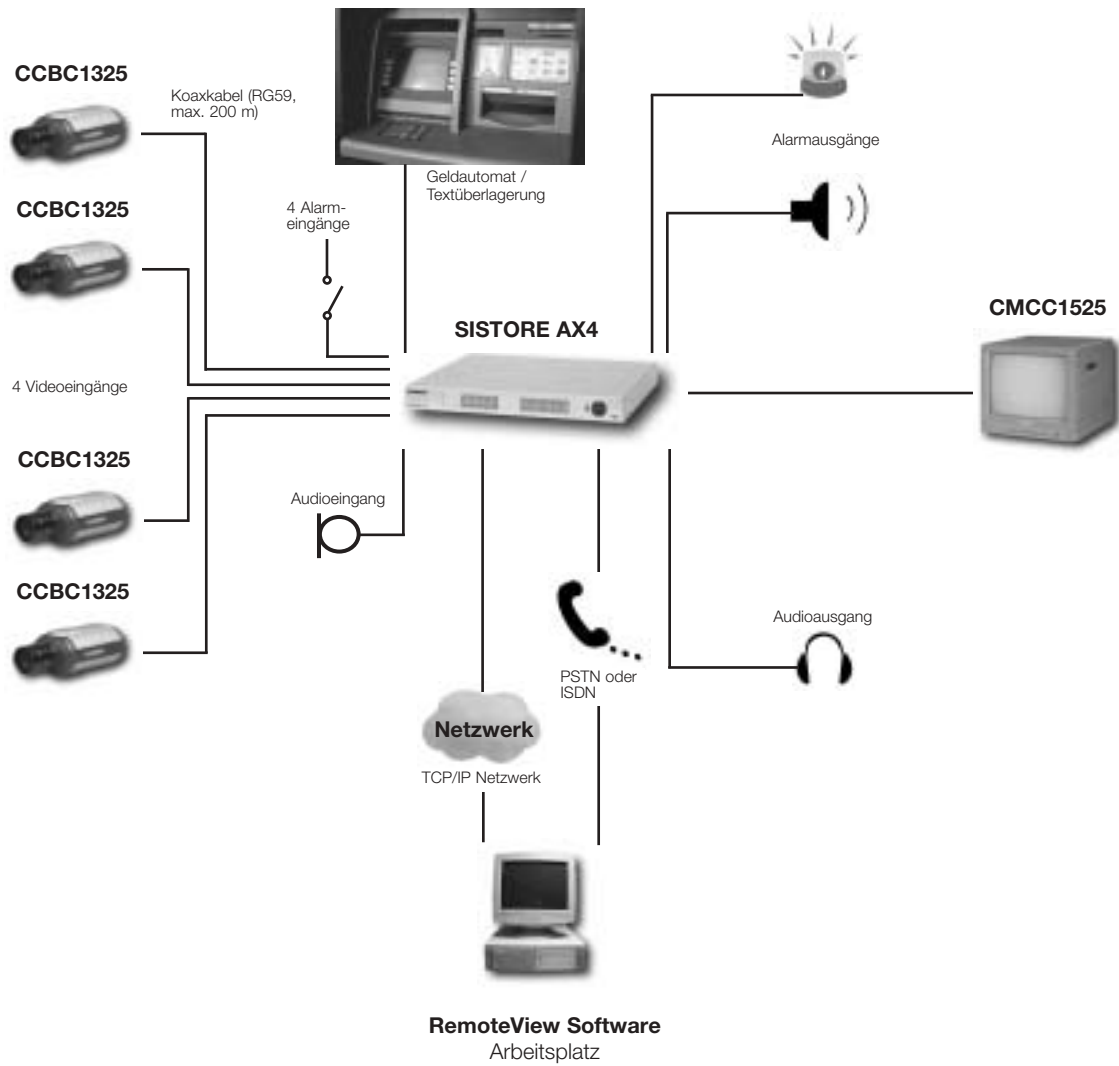 CCBC1325
Koaxkabel (RG59,
max. 200 m)
Geldautomat /
Textüberlagerung
Alarmausgänge
CCBC1325
4 Alarm-
eingänge
SISTORE AX4
CMCC1525
4 Videoeingänge
CCBC1325
Audioeingang
CCBC1325
Audioausgang
PSTN oder
ISDN
Netzwerk
TCP/IP Netzwerk
RemoteView Software
Arbeitsplatz